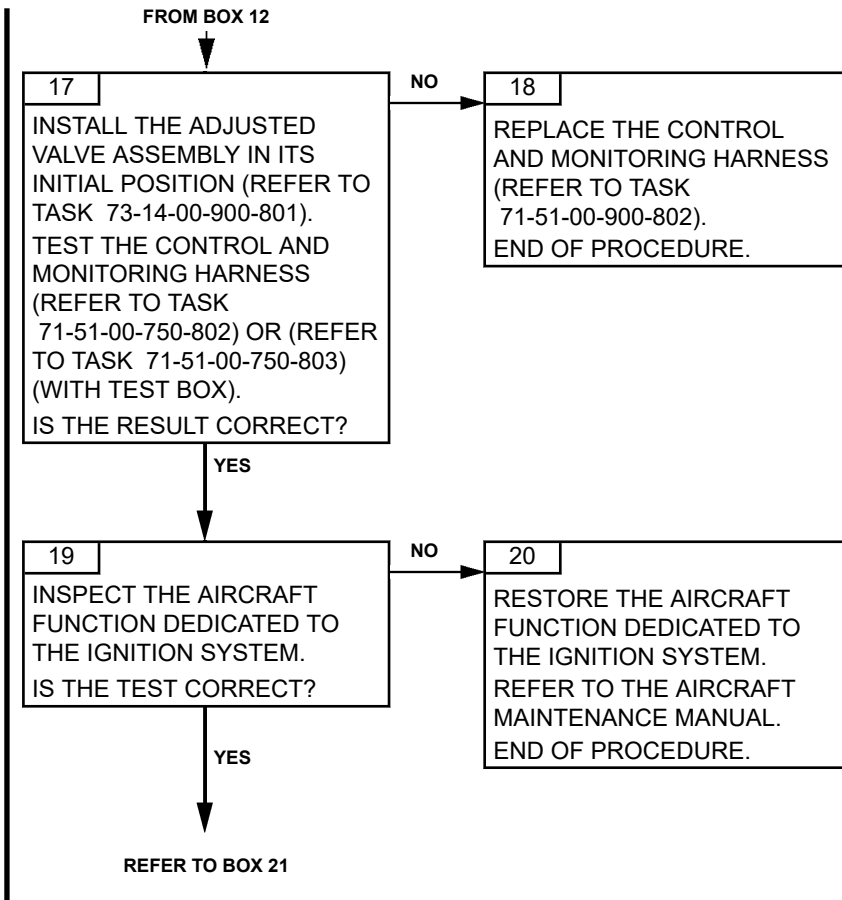 FROM BOX 12
17
INSTALL THE ADJUSTED
VALVE ASSEMBLY IN ITS
INITIAL POSITION (REFER TO
TASK 73-14-00-900-801).
TEST THE CONTROL AND
MONITORING HARNESS
(REFER TO TASK
71-51-00-750-802) OR (REFER
TO TASK 71-51-00-750-803)
(WITH TEST BOX).
IS THE RESULT CORRECT?
NO
18
REPLACE THE CONTROL
AND MONITORING HARNESS
(REFER TO TASK
71-51-00-900-802).
END OF PROCEDURE.
YES
19
INSPECT THE AIRCRAFT
FUNCTION DEDICATED TO
THE IGNITION SYSTEM.
IS THE TEST CORRECT?
NO
20
RESTORE THE AIRCRAFT
FUNCTION DEDICATED TO
THE IGNITION SYSTEM.
REFER TO THE AIRCRAFT
MAINTENANCE MANUAL.
END OF PROCEDURE.
YES
REFER TO BOX 21